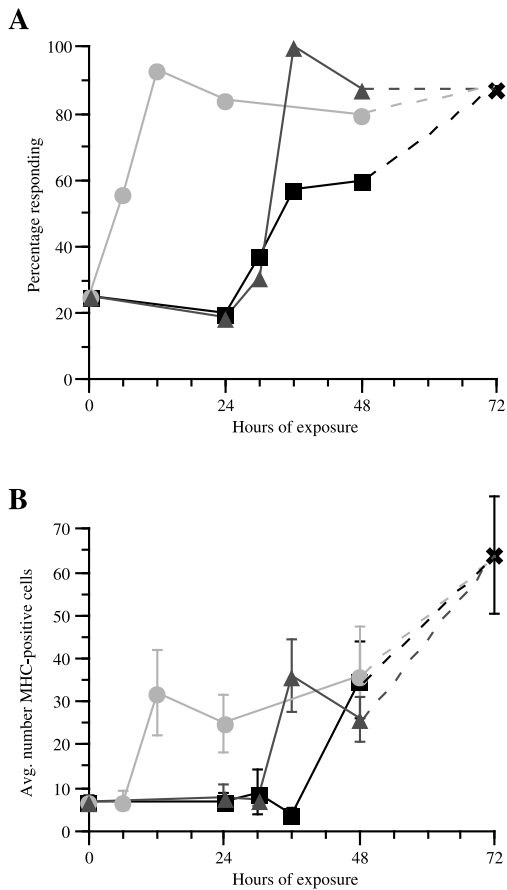 A
100
80
60
40
20
0
Percentage responding
0 24 48 72
Hours of exposure
B
70
60
50
40
30
20
10
0
Avg. number MHC-positive cells
0 24 48 72
Hours of exposure